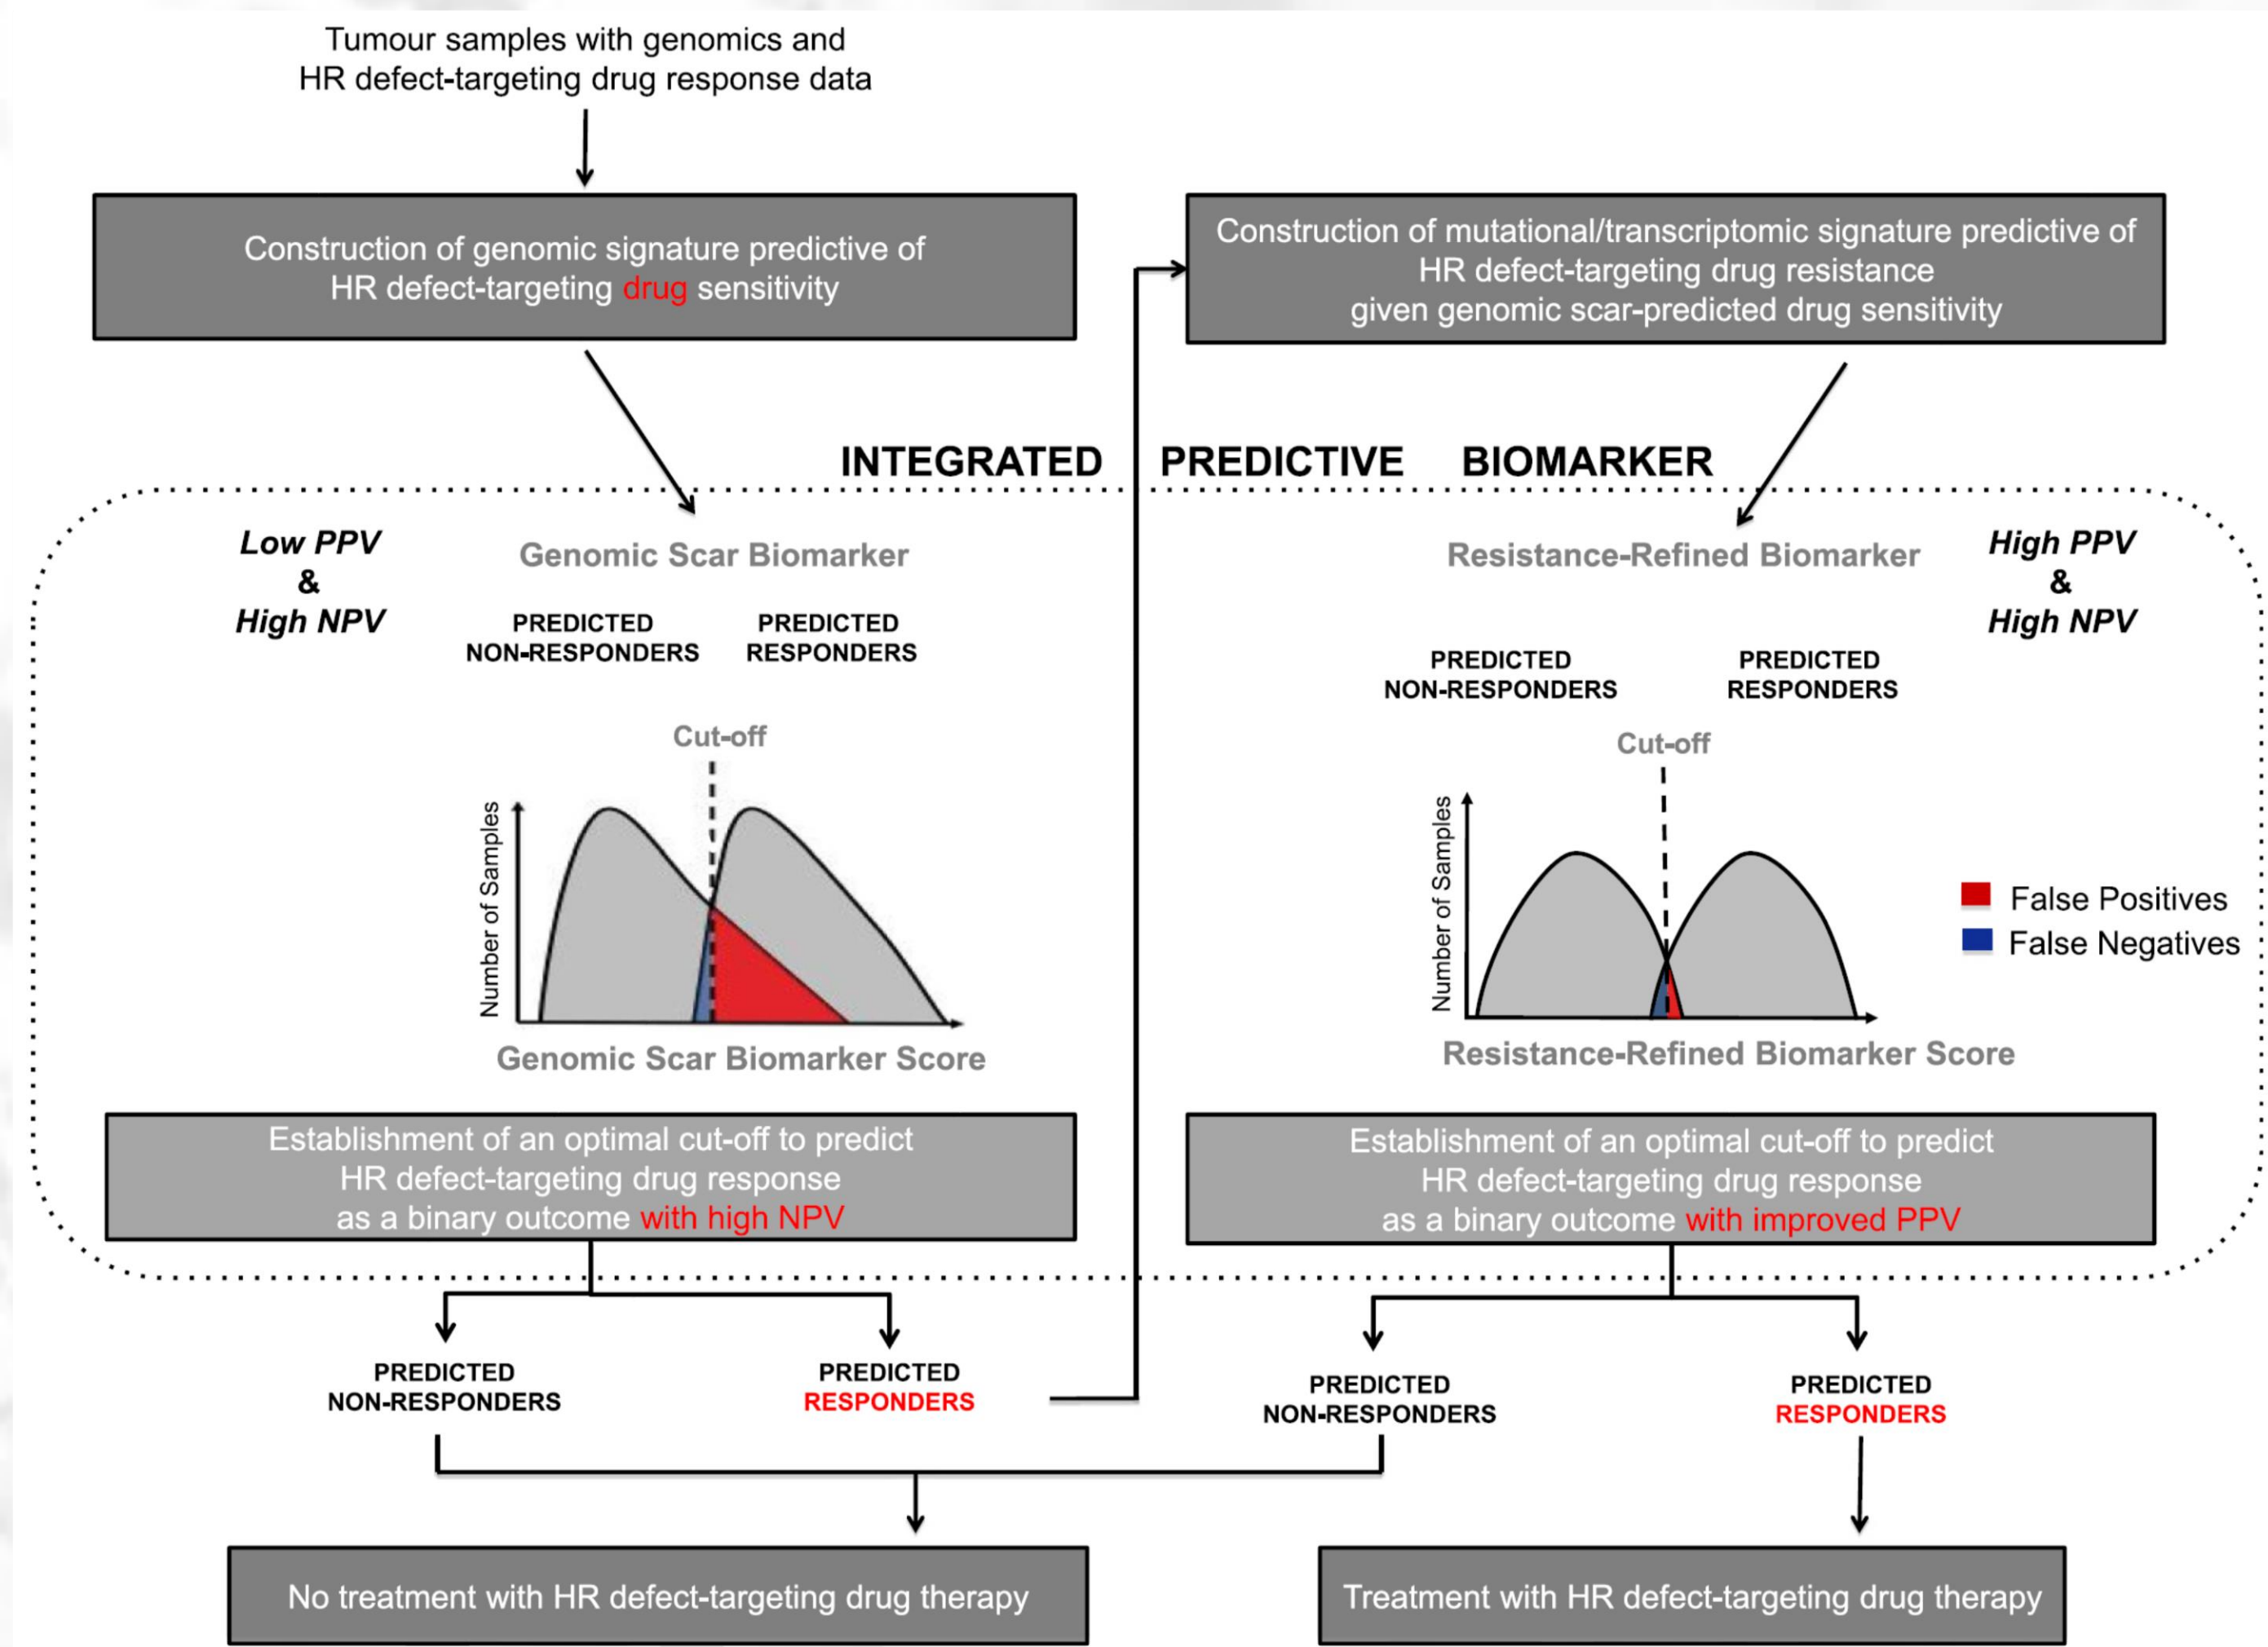 Tumour samples with genomics and
HR defect-targeting drug response data
Construction of genomic signature predictive of
HR defect-targeting drug sensitivity
Construction of mutational/transcriptomic signature predictive of
HR defect-targeting drug resistance
given genomic scar-predicted drug sensitivity
INTEGRATED PREDICTIVE BIOMARKER
Low PPV
&
High NPV
Genomic Scar Biomarker
PREDICTED
NON-RESPONDERS
PREDICTED
RESPONDERS
Cut-off
Number of Samples
Genomic Scar Biomarker Score
Resistance-Refined Biomarker
High PPV
&
High NPV
PREDICTED
NON-RESPONDERS
PREDICTED
RESPONDERS
Cut-off
Number of Samples
False Positives
False Negatives
Resistance-Refined Biomarker Score
Establishment of an optimal cut-off to predict
HR defect-targeting drug response
as a binary outcome with high NPV
Establishment of an optimal cut-off to predict
HR defect-targeting drug response
as a binary outcome with improved PPV
PREDICTED
NON-RESPONDERS
PREDICTED
RESPONDERS
PREDICTED
NON-RESPONDERS
PREDICTED
RESPONDERS
No treatment with HR defect-targeting drug therapy
Treatment with HR defect-targeting drug therapy